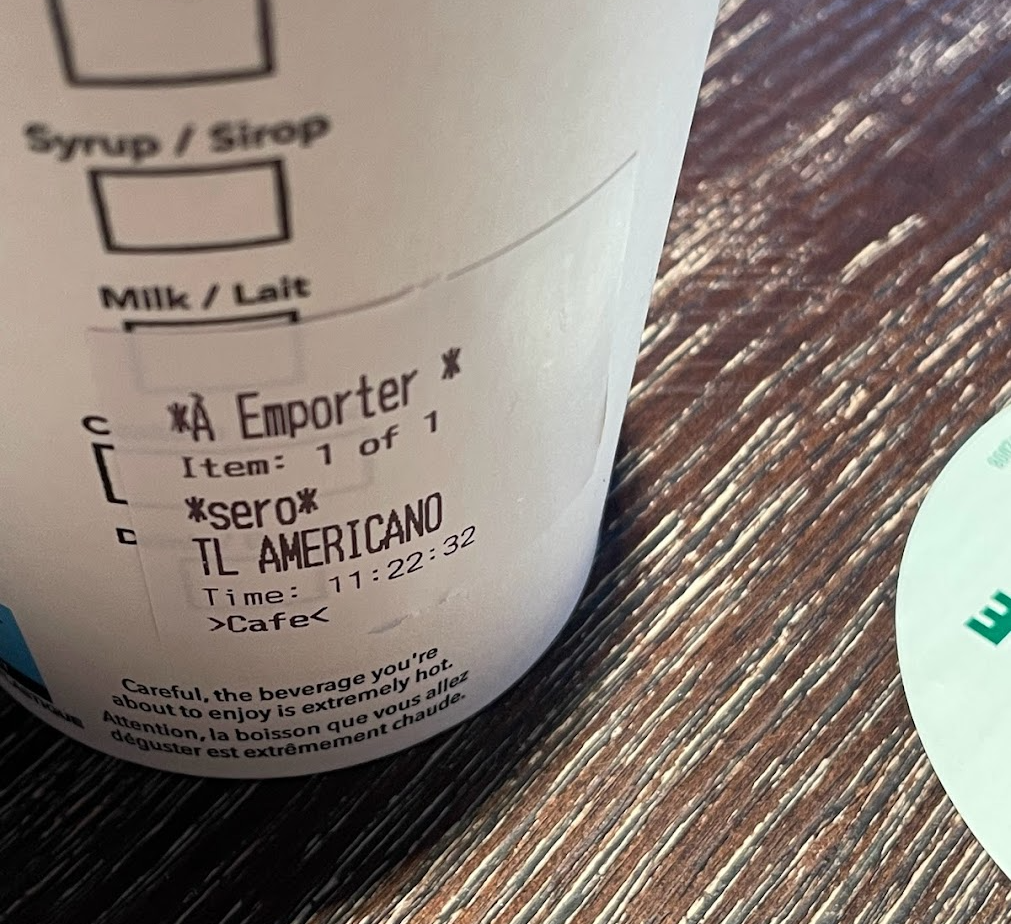 Syrup / Sirop
Milk / Lait
C
*À Emporter *
Item: 1 of 1
*sero*
D
TL AMERICANO
Time: 11:22:32
>Cafe<
Careful, the beverage you're
about to enjoy is extremely hot.
Attention, la boisson que vous allez
déguster est extrêmement chaude.
E